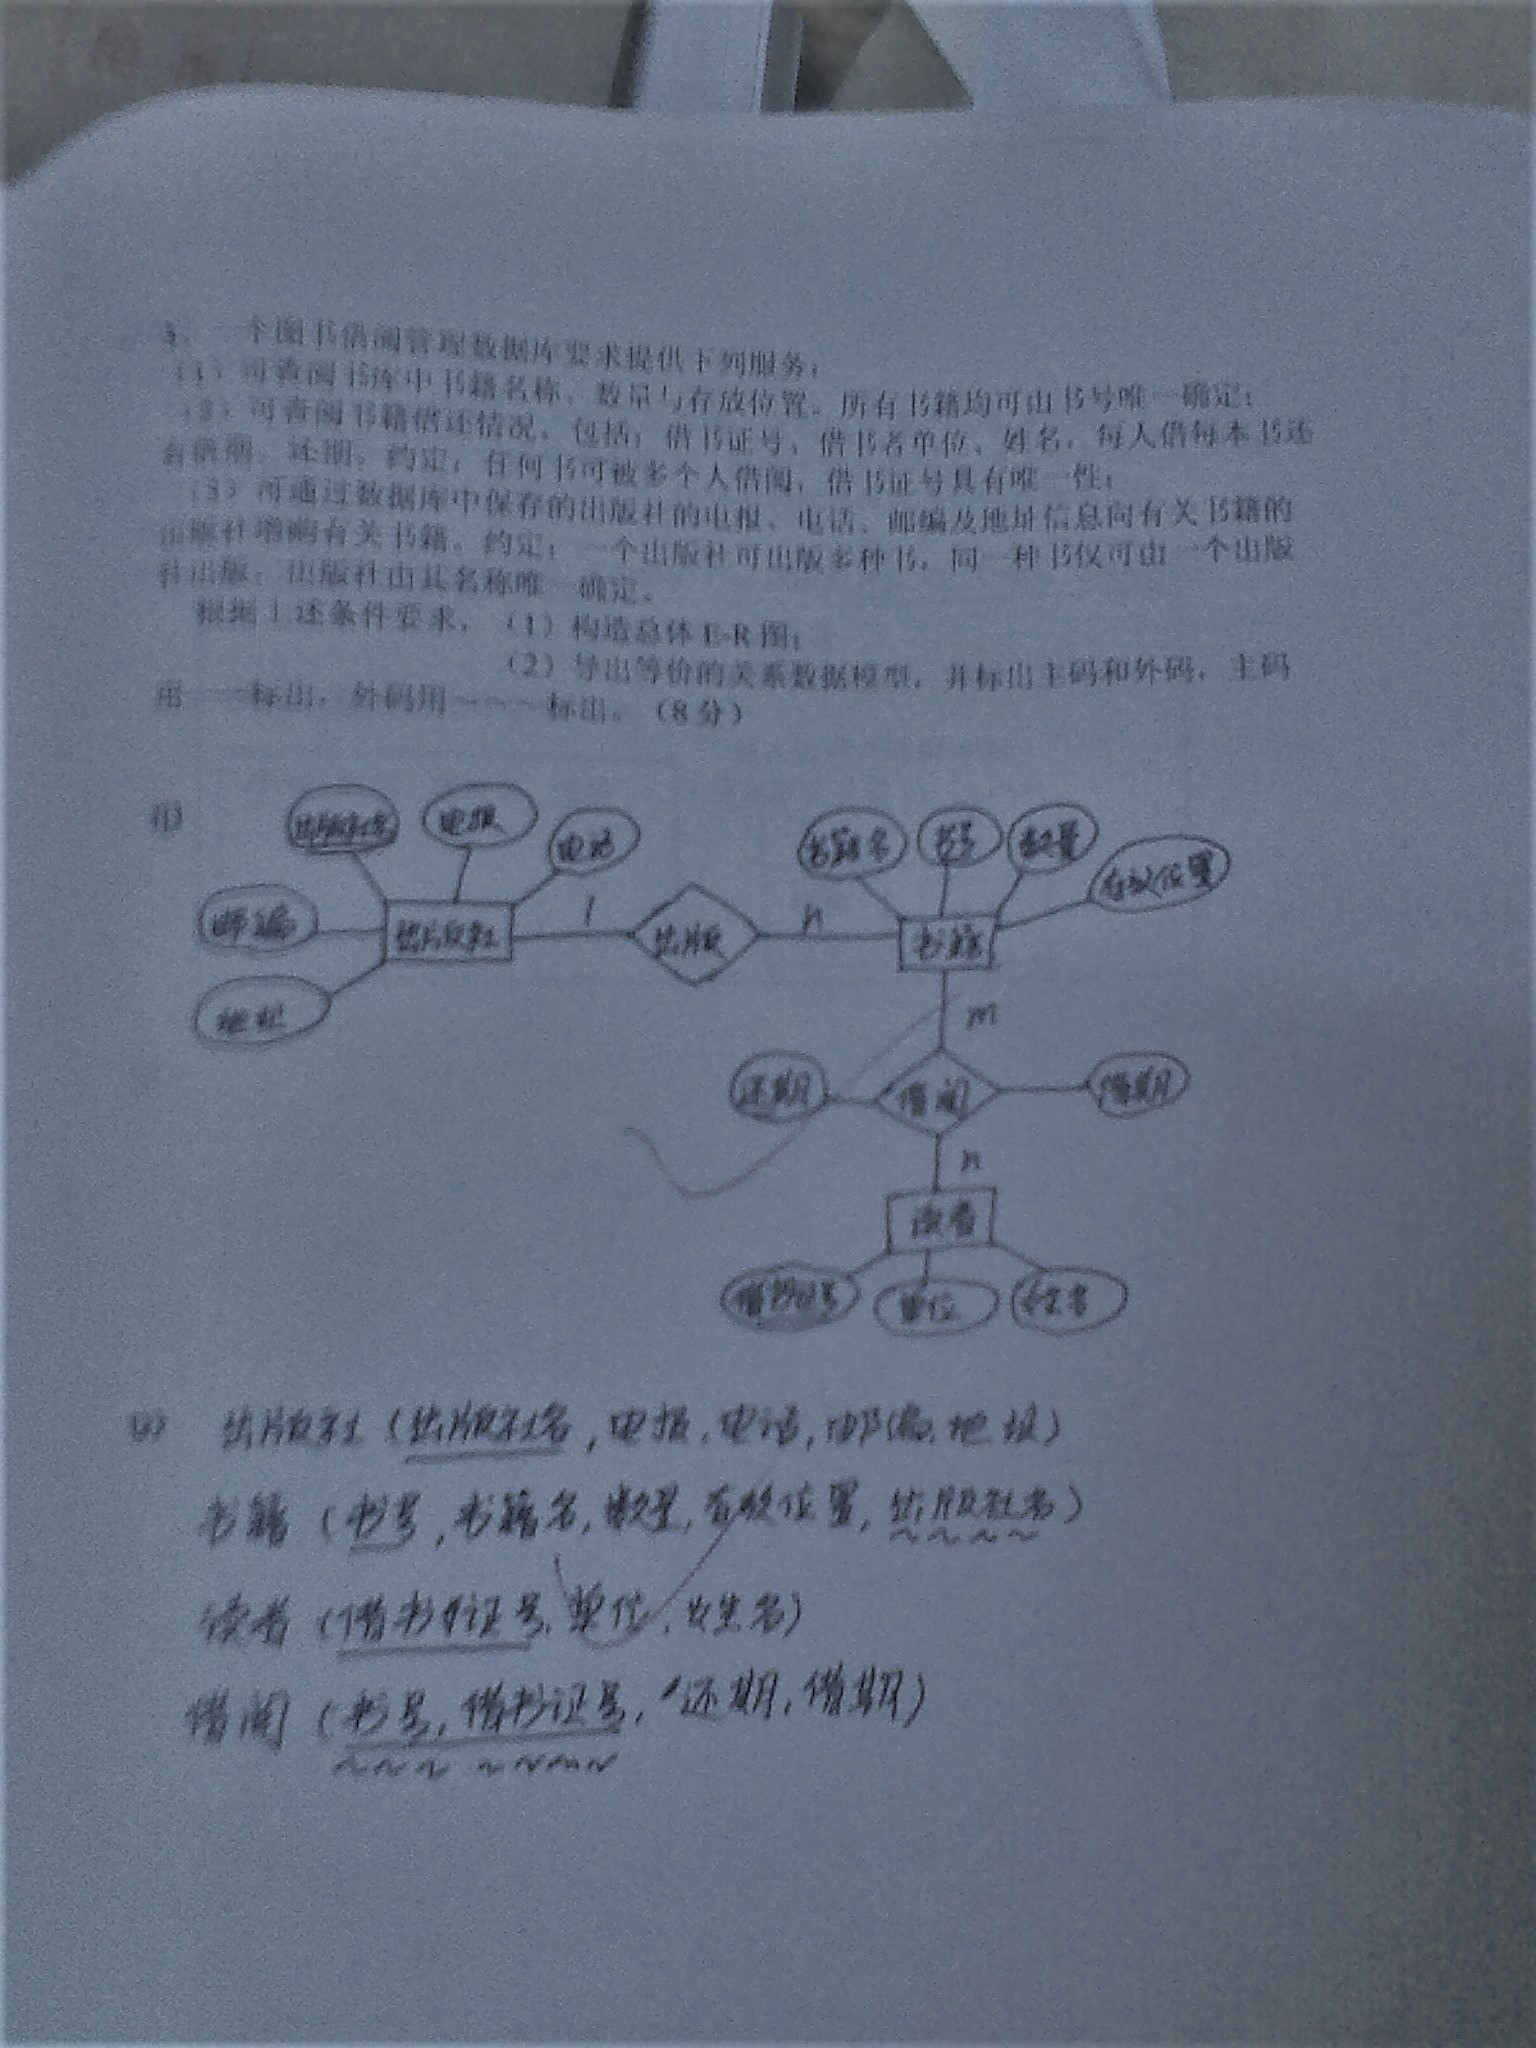 一个图书借阅管理数据库要求提供下列服务：
(1) 可查阅书库中书籍名称、数量与存放位置。所有书籍均可由书号唯一确定；
(2) 可查阅书籍借还情况，包括：借书证号、借书者单位、姓名，每人借每本书还
有借期、还期。约定：任何书可被多个人借阅，借书证号具有唯一性；
(3) 可通过数据库中保存的出版社的电报、电话、邮编及地址信息向有关书籍的
出版社增购有关书籍。约定：一个出版社可出版多种书，同一种书仅可由一个出版
社出版；出版社由其名称唯一确定。
根据上述条件要求，(1) 构造总体E-R图；
(2) 导出等价的关系数据模型，并标出主码和外码，主码
用——标出，外码用~~~标出。(8分)
(1)
出版社名 电报 电话 书籍名 书号 数量 存放位置
邮编 出版社 1 出版 n 书籍
地址
m
还期 借阅 借期
n
读者
借书证号 单位 姓名
(2) 出版社 (出版社名, 电报, 电话, 邮编, 地址)
书籍 (书号, 书籍名, 数量, 存放位置, 出版社名)
读者 (借书证号, 单位, 姓名)
借阅 (书号, 借书证号, 还期, 借期)